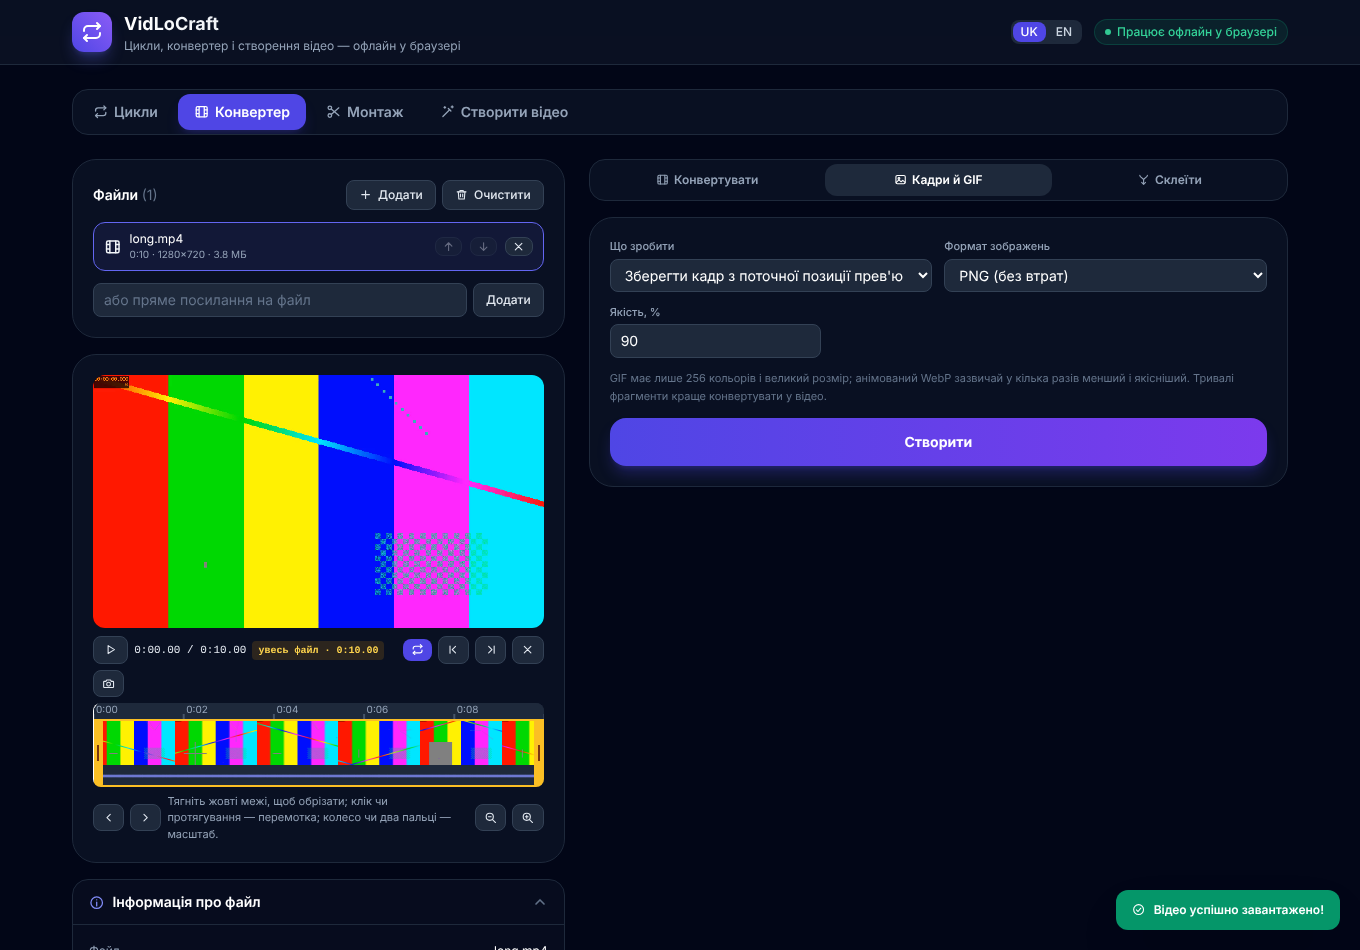 VidLoCraft
Цикли, конвертер і створення відео — офлайн у браузері
UK
EN
Працює офлайн у браузері
Цикли
Конвертер
Монтаж
Створити відео
Файли (1)
Додати
Очистити
long.mp4
0:10 · 1280×720 · 3.8 МБ
або пряме посилання на файл
Додати
0:00.00 / 0:10.00
увесь файл · 0:10.00
0:00
0:02
0:04
0:06
0:08
Тягніть жовті межі, щоб обрізати; клік чи
протягування — перемотка; колесо чи два пальці —
масштаб.
Інформація про файл
Файл
long.mp4
Конвертувати
Кадри й GIF
Склеїти
Що зробити
Формат зображень
Зберегти кадр з поточної позиції прев'ю
PNG (без втрат)
Якість, %
90
GIF має лише 256 кольорів і великий розмір; анімований WebP зазвичай у кілька разів менший і якісніший. Тривалі
фрагменти краще конвертувати у відео.
Створити
Відео успішно завантажено!